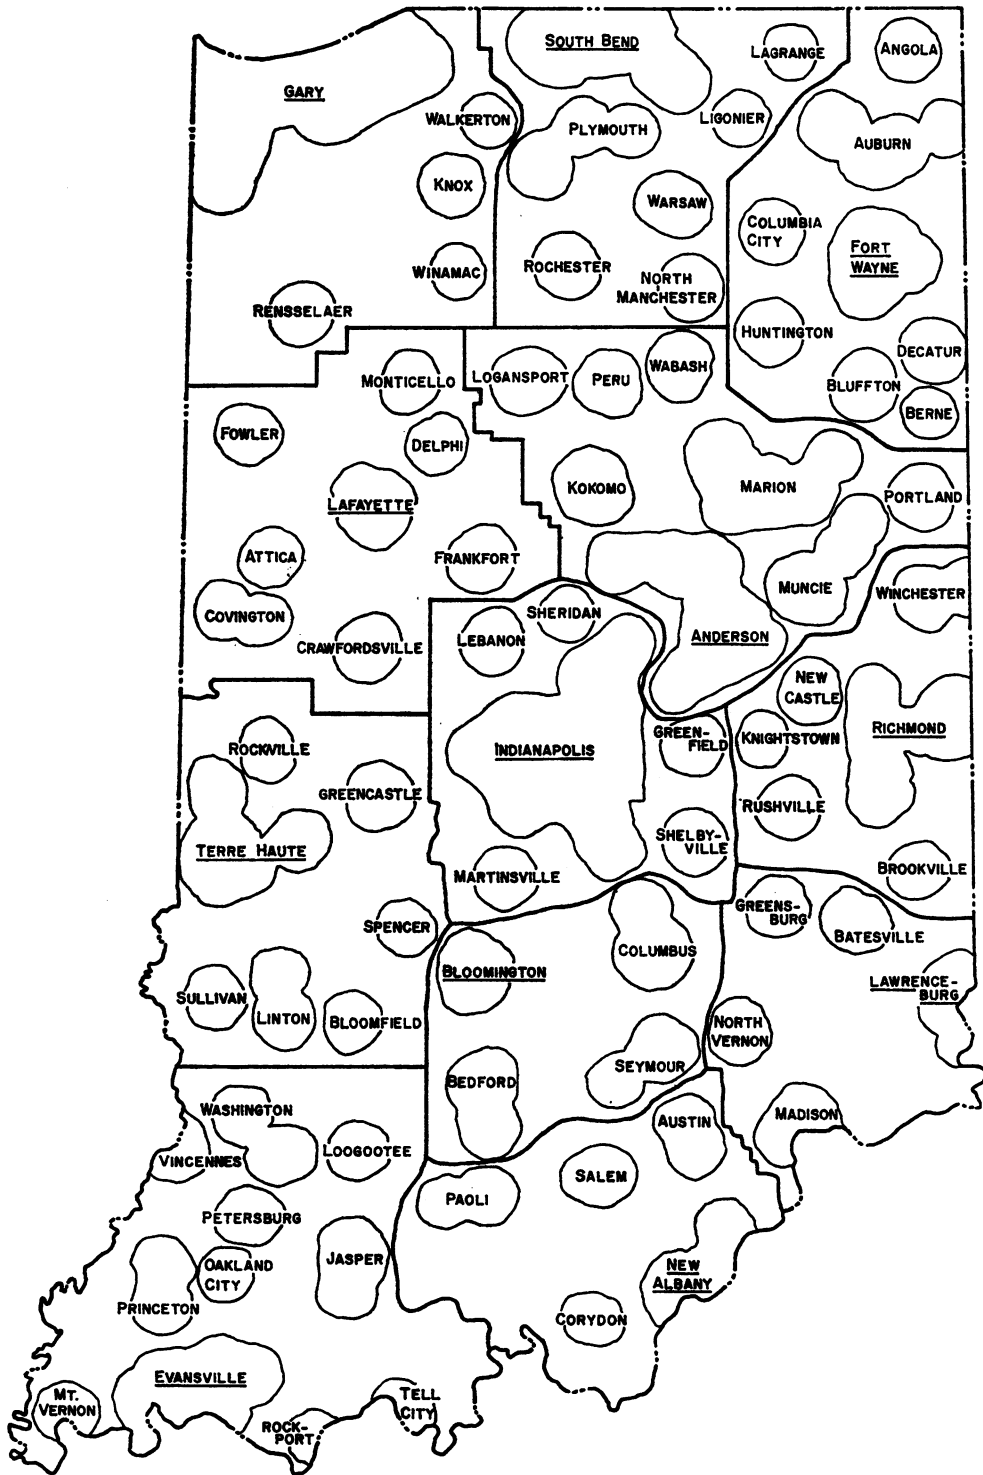 SOUTH BEND
LAGRANGE
ANGOLA
GARY
WALKERTON
PLYMOUTH
LIGONIER
AUBURN
KNOX
WARSAW
COLUMBIA
CITY
FORT
WAYNE
WINAMAC
ROCHESTER
NORTH
MANCHESTER
RENSSELAER
HUNTINGTON
DECATUR
MONTICELLO
LOGANSPORT
PERU
WABASH
BLUFFTON
BERNE
FOWLER
DELPHI
LAFAYETTE
KOKOMO
MARION
PORTLAND
ATTICA
FRANKFORT
MUNCIE
WINCHESTER
COVINGTON
SHERIDAN
LEBANON
ANDERSON
CRAWFORDSVILLE
NEW
CASTLE
ROCKVILLE
INDIANAPOLIS
GREEN-
FIELD
KNIGHTSTOWN
RICHMOND
GREENCASTLE
RUSHVILLE
TERRE HAUTE
SHELBY-
VILLE
MARTINSVILLE
BROOKVILLE
SPENCER
GREENS-
BURG
BATESVILLE
BLOOMINGTON
COLUMBUS
LAWRENCE-
BURG
SULLIVAN
LINTON
BLOOMFIELD
NORTH
VERNON
BEDFORD
SEYMOUR
WASHINGTON
AUSTIN
MADISON
VINCENNES
LOOGOOTEE
PAOLI
SALEM
PETERSBURG
OAKLAND
CITY
JASPER
NEW
ALBANY
PRINCETON
CORYDON
EVANSVILLE
MT.
VERNON
TELL
CITY
ROCK-
PORT